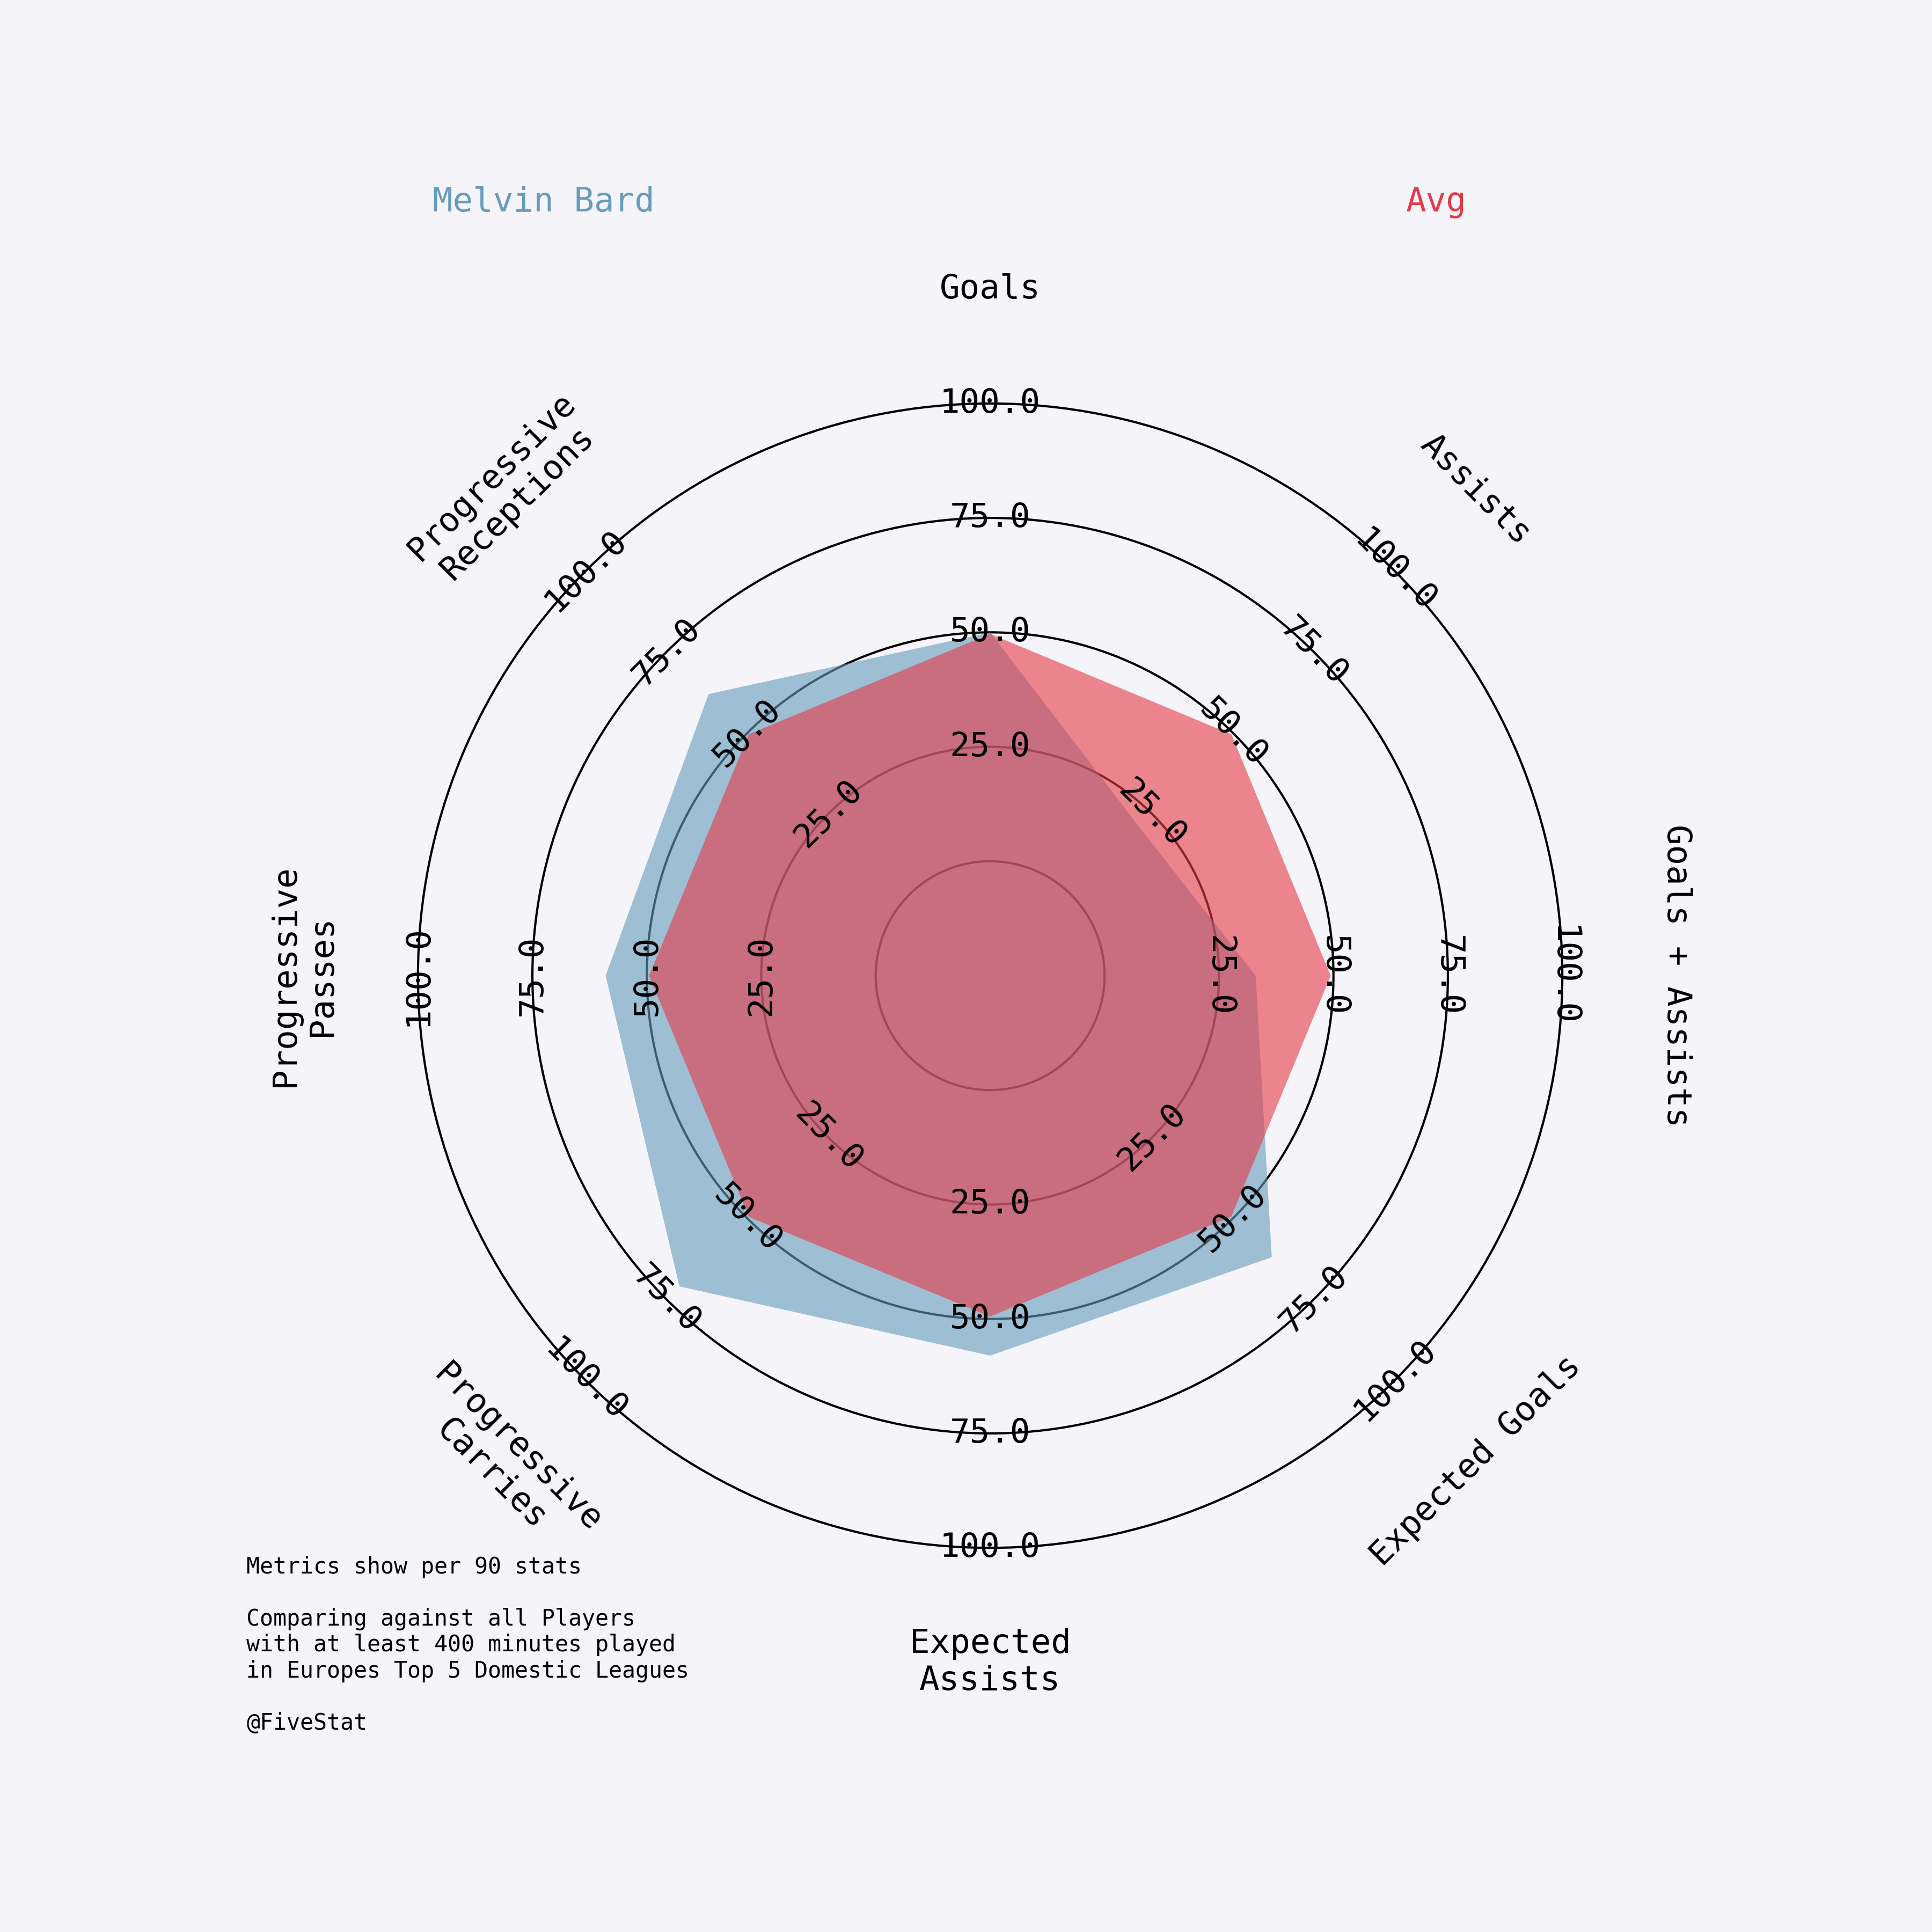 Melvin Bard
Avg
Goals
100.0
75.0
50.0
25.0
Assists
100.0
75.0
50.0
25.0
Goals + Assists
100.0
75.0
50.0
25.0
Expected Goals
100.0
75.0
50.0
25.0
Expected
Assists
100.0
75.0
50.0
25.0
Progressive
Carries
100.0
75.0
50.0
25.0
Progressive
Passes
100.0
75.0
50.0
25.0
Progressive
Receptions
100.0
75.0
50.0
25.0
Metrics show per 90 stats
Comparing against all Players
with at least 400 minutes played
in Europes Top 5 Domestic Leagues
@FiveStat